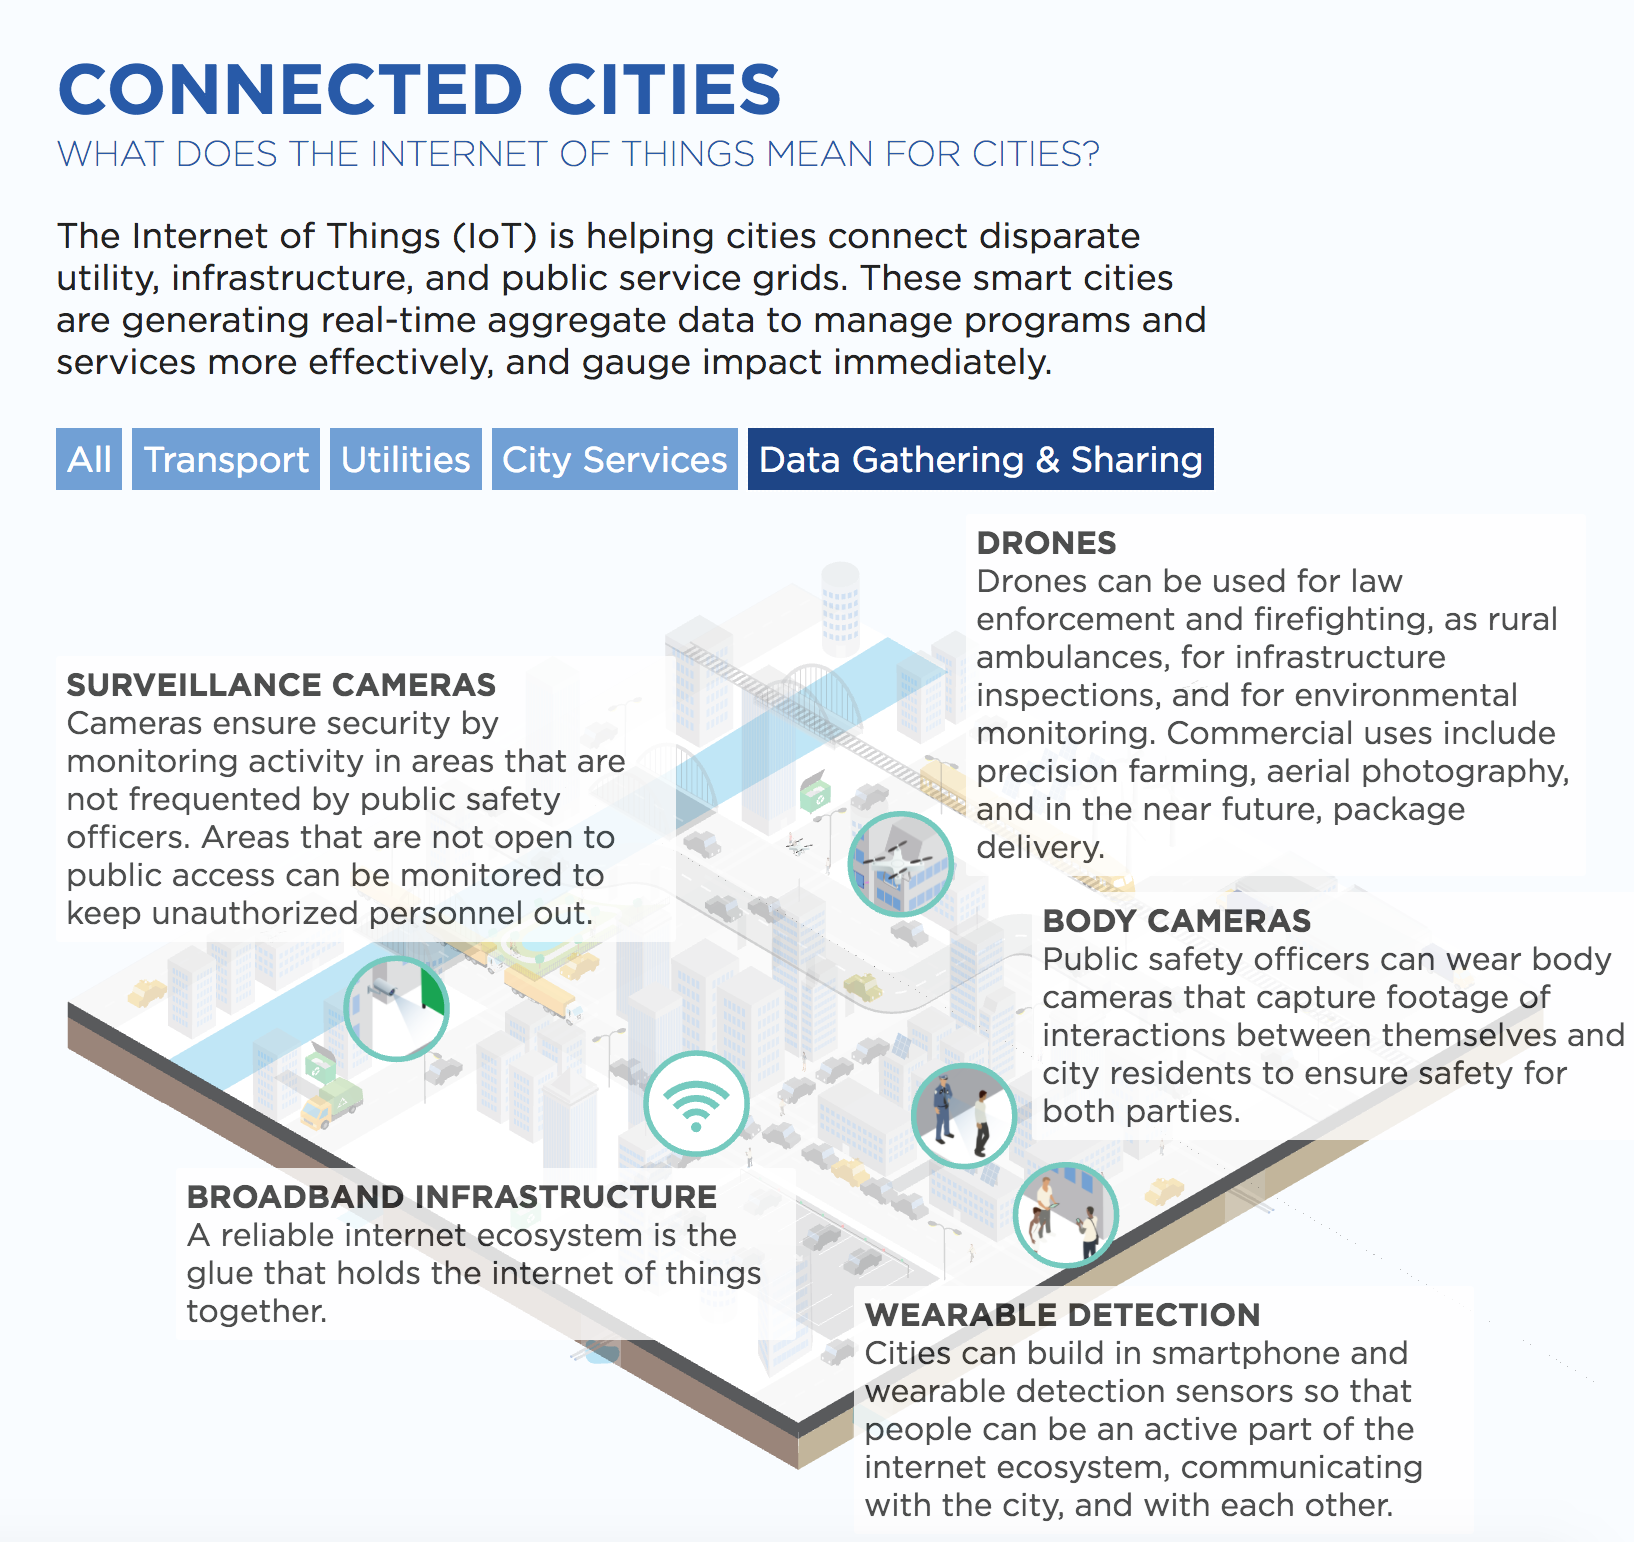 CONNECTED CITIES
WHAT DOES THE INTERNET OF THINGS MEAN FOR CITIES?
The Internet of Things (IoT) is helping cities connect disparate
utility, infrastructure, and public service grids. These smart cities
are generating real-time aggregate data to manage programs and
services more effectively, and gauge impact immediately.
All Transport Utilities City Services Data Gathering & Sharing
DRONES
Drones can be used for law
enforcement and firefighting, as rural
ambulances, for infrastructure
inspections, and for environmental
monitoring. Commercial uses include
precision farming, aerial photography,
and in the near future, package
delivery.
SURVEILLANCE CAMERAS
Cameras ensure security by
monitoring activity in areas that are
not frequented by public safety
officers. Areas that are not open to
public access can be monitored to
keep unauthorized personnel out.
BODY CAMERAS
Public safety officers can wear body
cameras that capture footage of
interactions between themselves and
city residents to ensure safety for
both parties.
BROADBAND INFRASTRUCTURE
A reliable internet ecosystem is the
glue that holds the internet of things
together.
WEARABLE DETECTION
Cities can build in smartphone and
wearable detection sensors so that
people can be an active part of the
internet ecosystem, communicating
with the city, and with each other.